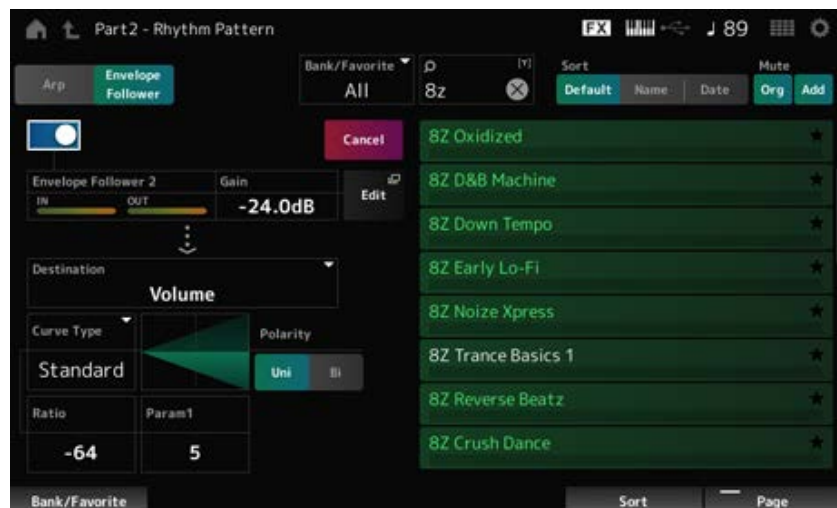 Part2 - Rhythm Pattern
FX
♩ 89
Arp
Envelope
Follower
Bank/Favorite
All
[Y]
8z
Sort
Default
Name
Date
Mute
Org
Add
Cancel
Envelope Follower 2
IN
OUT
Gain
-24.0dB
Edit
Destination
Volume
Curve Type
Standard
Polarity
Uni
Bi
Ratio
-64
Param1
5
8Z Oxidized
8Z D&B Machine
8Z Down Tempo
8Z Early Lo-Fi
8Z Noize Xpress
8Z Trance Basics 1
8Z Reverse Beatz
8Z Crush Dance
Bank/Favorite
Sort
Page